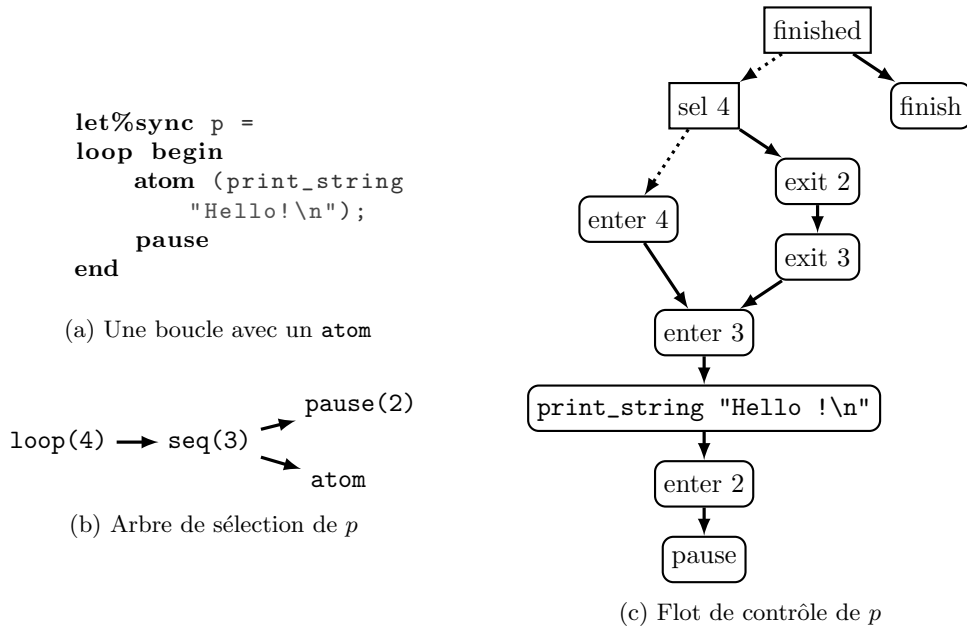 let%sync p =
loop begin
atom (print_string
"Hello!\n");
pause
end
(a) Une boucle avec un atom
loop(4)
seq(3)
pause(2)
atom
(b) Arbre de sélection de p
finished
sel 4
finish
exit 2
enter 4
exit 3
enter 3
print_string "Hello !\n"
enter 2
pause
(c) Flot de contrôle de p